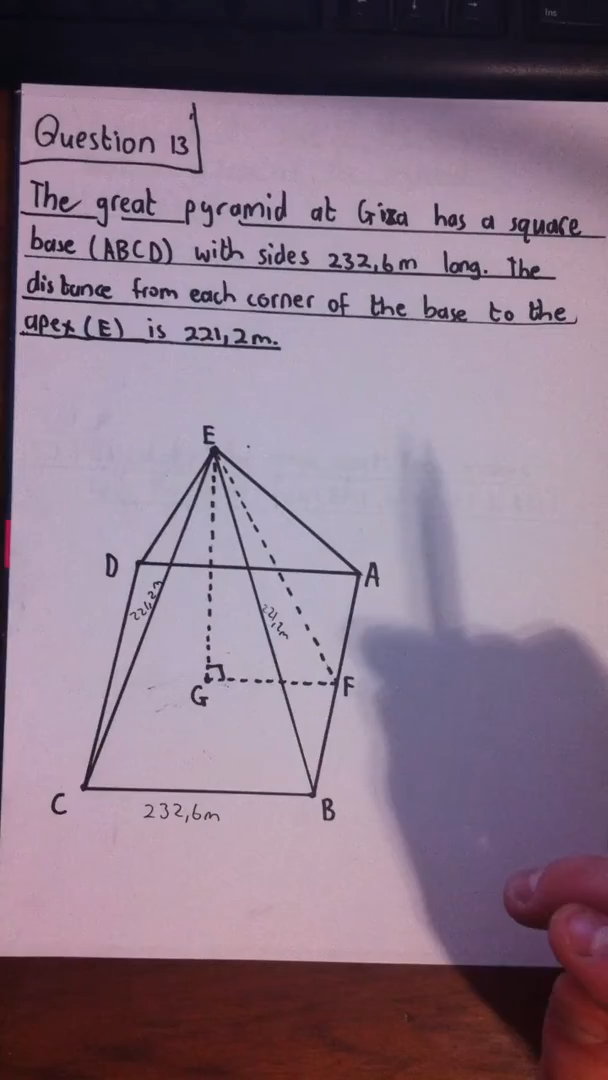 Ins
Question 13
The great pyramid at Giza has a square
base (ABCD) with sides 232,6m long. The
distance from each corner of the base to the
apex (E) is 221,2m.
E
D
A
221,2m
221,2m
G
F
C
232,6m
B